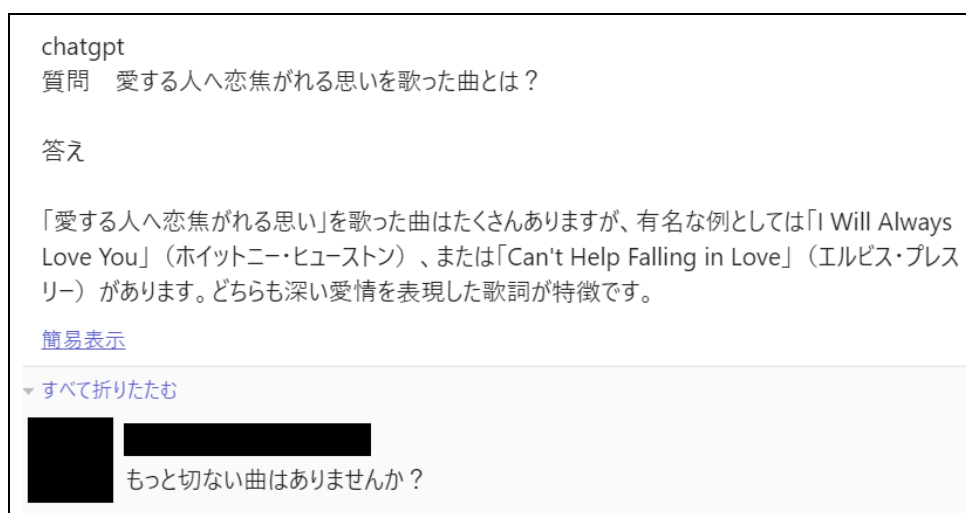 chatgpt
質問　愛する人へ恋焦がれる思いを歌った曲とは？
答え
「愛する人へ恋焦がれる思い」を歌った曲はたくさんありますが、有名な例としては「I Will Always
Love You」（ホイットニー・ヒューストン）、または「Can't Help Falling in Love」（エルビス・プレス
リー）があります。どちらも深い愛情を表現した歌詞が特徴です。
簡易表示
すべて折りたたむ
もっと切ない曲はありませんか？